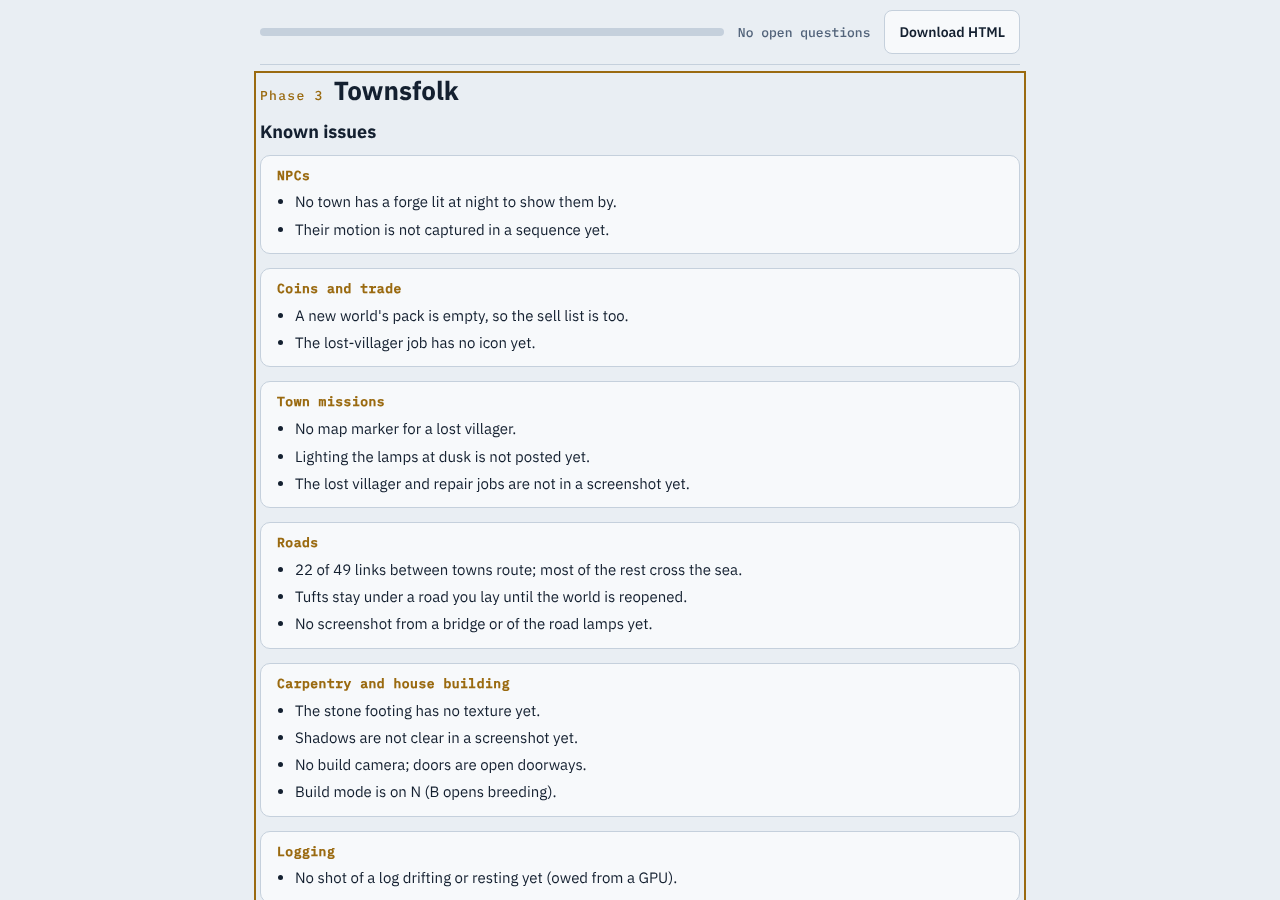 No open questions
Download HTML
Phase 3 Townsfolk
Known issues
NPCs
No town has a forge lit at night to show them by.
Their motion is not captured in a sequence yet.
Coins and trade
A new world's pack is empty, so the sell list is too.
The lost-villager job has no icon yet.
Town missions
No map marker for a lost villager.
Lighting the lamps at dusk is not posted yet.
The lost villager and repair jobs are not in a screenshot yet.
Roads
22 of 49 links between towns route; most of the rest cross the sea.
Tufts stay under a road you lay until the world is reopened.
No screenshot from a bridge or of the road lamps yet.
Carpentry and house building
The stone footing has no texture yet.
Shadows are not clear in a screenshot yet.
No build camera; doors are open doorways.
Build mode is on N (B opens breeding).
Logging
No shot of a log drifting or resting yet (owed from a GPU).